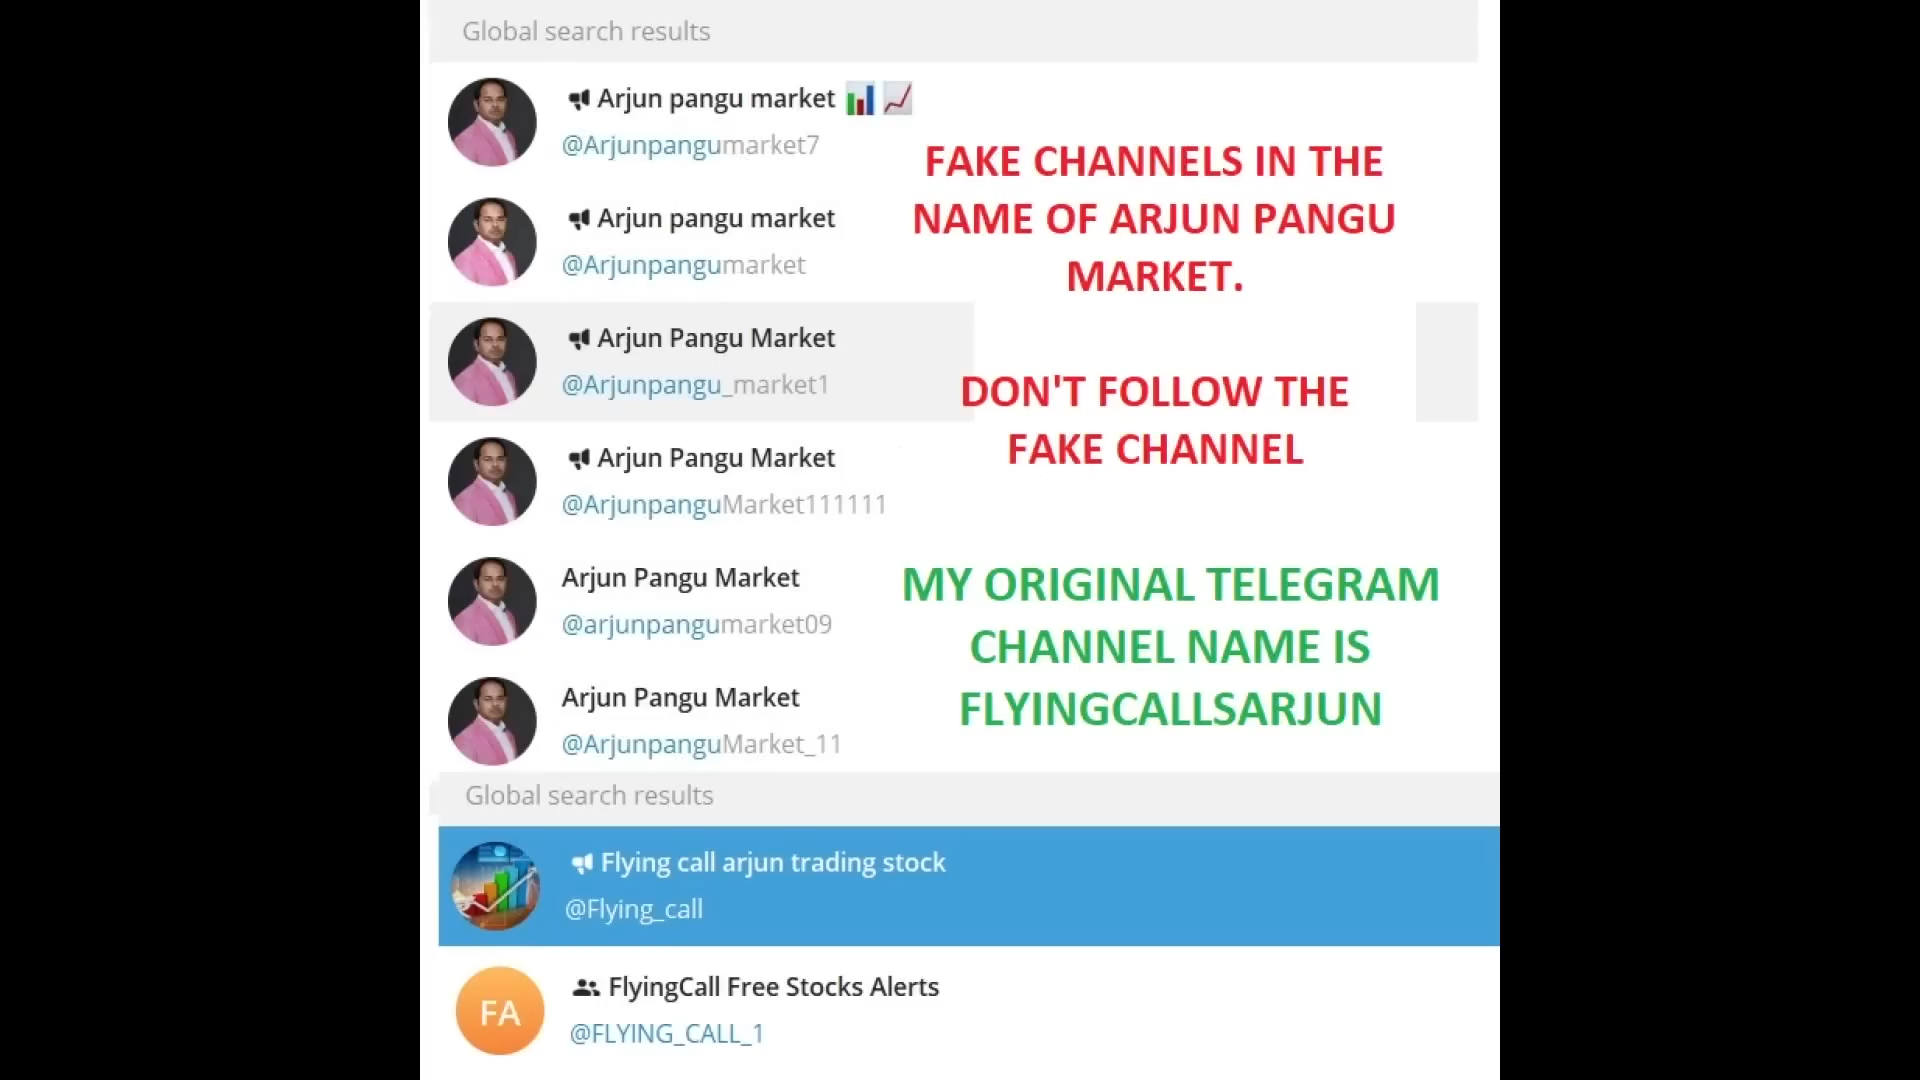 Global search results
Arjun pangu market
@Arjunpangumarket7
Arjun pangu market
@Arjunpangumarket
Arjun Pangu Market
@Arjunpangu_market1
Arjun Pangu Market
@ArjunpanguMarket111111
Arjun Pangu Market
@arjunpangumarket09
Arjun Pangu Market
@ArjunpanguMarket_11
FAKE CHANNELS IN THE
NAME OF ARJUN PANGU
MARKET.
DON'T FOLLOW THE
FAKE CHANNEL
MY ORIGINAL TELEGRAM
CHANNEL NAME IS
FLYINGCALLSARJUN
Global search results
Flying call arjun trading stock
@Flying_call
FA
FlyingCall Free Stocks Alerts
@FLYING_CALL_1